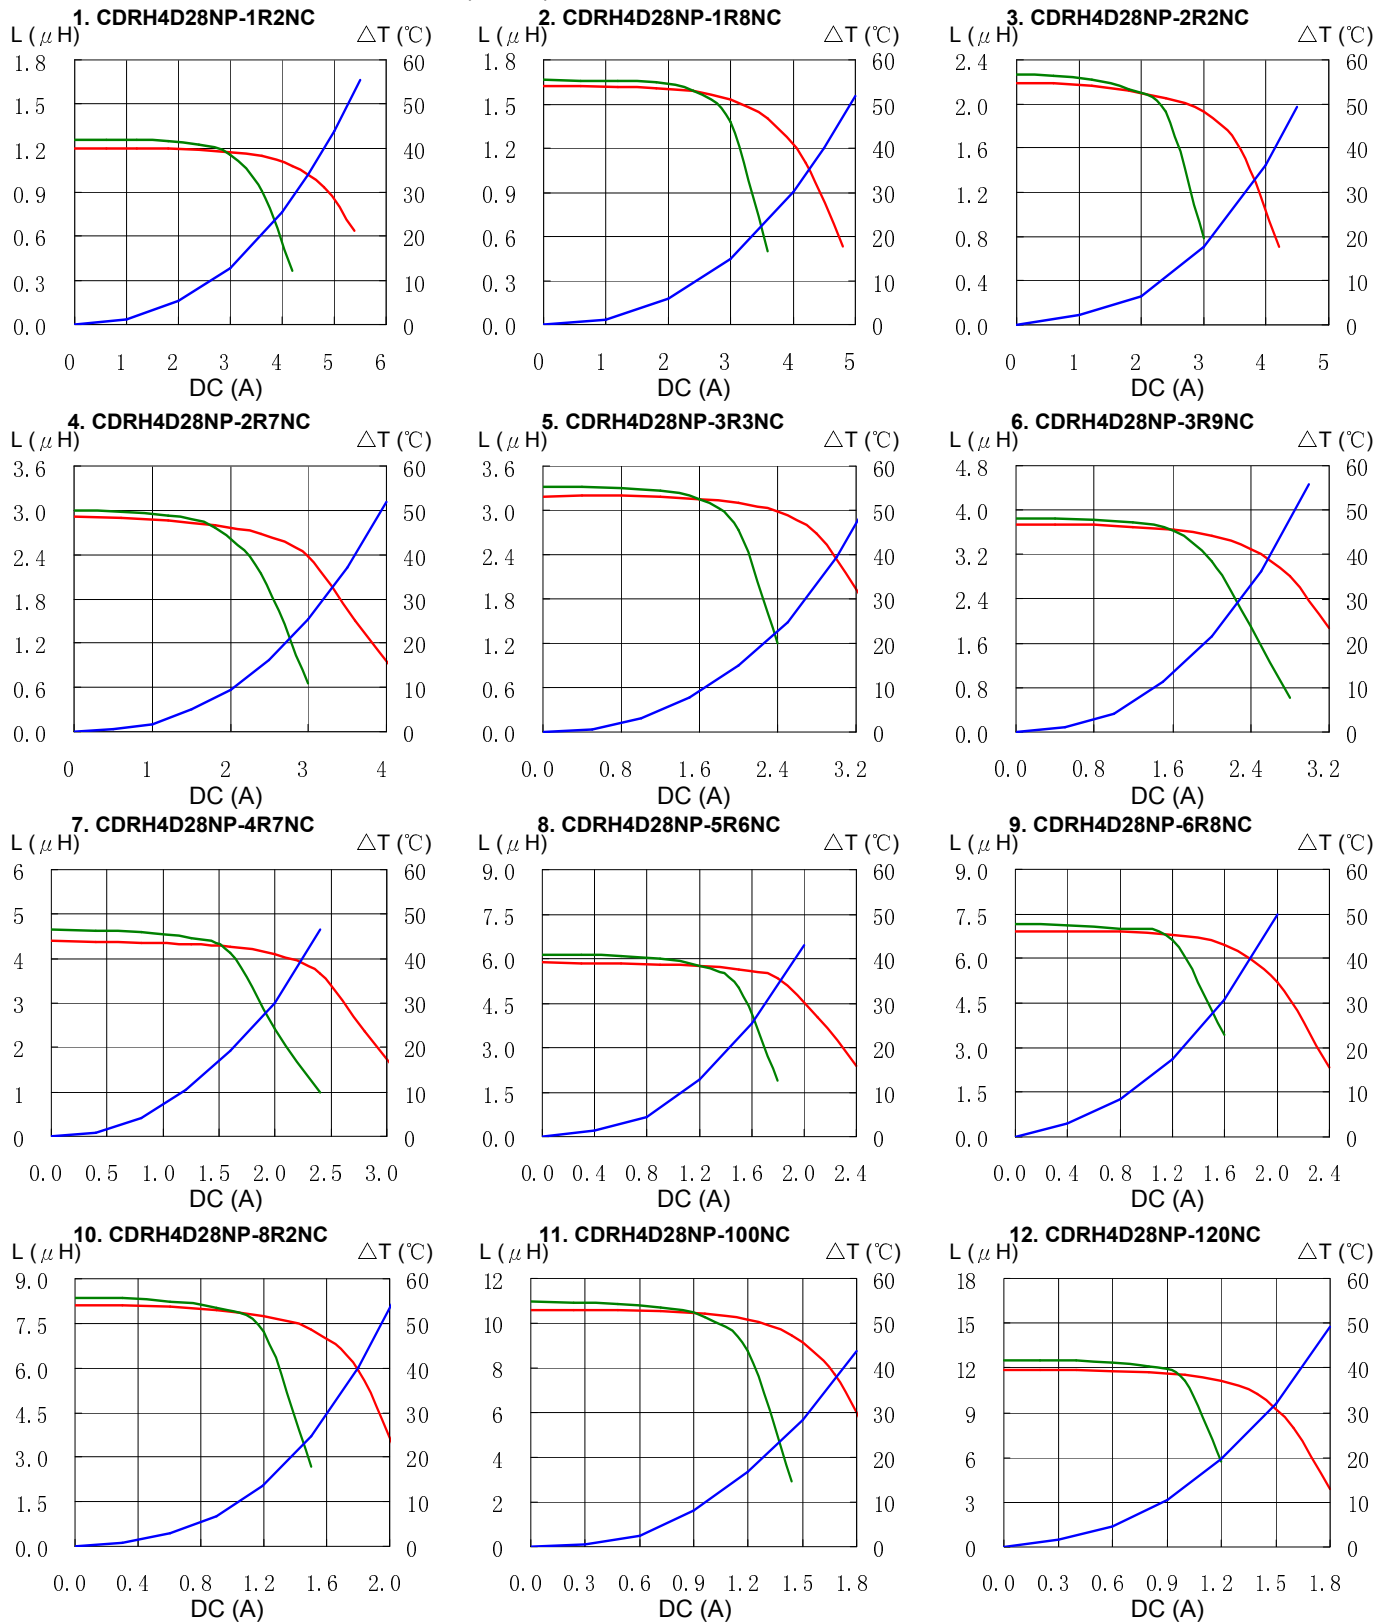 1. CDRH4D28NP-1R2NC
L (μH) △T (℃)
1.8 60
1.5 50
1.2 40
0.9 30
0.6 20
0.3 10
0.0 0
0 1 2 3 4 5 6
DC (A)
2. CDRH4D28NP-1R8NC
L (μH) △T (℃)
1.8 60
1.5 50
1.2 40
0.9 30
0.6 20
0.3 10
0.0 0
0 1 2 3 4 5
DC (A)
3. CDRH4D28NP-2R2NC
L (μH) △T (℃)
2.4 60
2.0 50
1.6 40
1.2 30
0.8 20
0.4 10
0.0 0
0 1 2 3 4 5
DC (A)
4. CDRH4D28NP-2R7NC
L (μH) △T (℃)
3.6 60
3.0 50
2.4 40
1.8 30
1.2 20
0.6 10
0.0 0
0 1 2 3 4
DC (A)
5. CDRH4D28NP-3R3NC
L (μH) △T (℃)
3.6 60
3.0 50
2.4 40
1.8 30
1.2 20
0.6 10
0.0 0
0.0 0.8 1.6 2.4 3.2
DC (A)
6. CDRH4D28NP-3R9NC
L (μH) △T (℃)
4.8 60
4.0 50
3.2 40
2.4 30
1.6 20
0.8 10
0.0 0
0.0 0.8 1.6 2.4 3.2
DC (A)
7. CDRH4D28NP-4R7NC
L (μH) △T (℃)
6 60
5 50
4 40
3 30
2 20
1 10
0 0
0.0 0.5 1.0 1.5 2.0 2.5 3.0
DC (A)
8. CDRH4D28NP-5R6NC
L (μH) △T (℃)
9.0 60
7.5 50
6.0 40
4.5 30
3.0 20
1.5 10
0.0 0
0.0 0.4 0.8 1.2 1.6 2.0 2.4
DC (A)
9. CDRH4D28NP-6R8NC
L (μH) △T (℃)
9.0 60
7.5 50
6.0 40
4.5 30
3.0 20
1.5 10
0.0 0
0.0 0.4 0.8 1.2 1.6 2.0 2.4
DC (A)
10. CDRH4D28NP-8R2NC
L (μH) △T (℃)
9.0 60
7.5 50
6.0 40
4.5 30
3.0 20
1.5 10
0.0 0
0.0 0.4 0.8 1.2 1.6 2.0
DC (A)
11. CDRH4D28NP-100NC
L (μH) △T (℃)
12 60
10 50
8 40
6 30
4 20
2 10
0 0
0.0 0.3 0.6 0.9 1.2 1.5 1.8
DC (A)
12. CDRH4D28NP-120NC
L (μH) △T (℃)
18 60
15 50
12 40
9 30
6 20
3 10
0 0
0.0 0.3 0.6 0.9 1.2 1.5 1.8
DC (A)